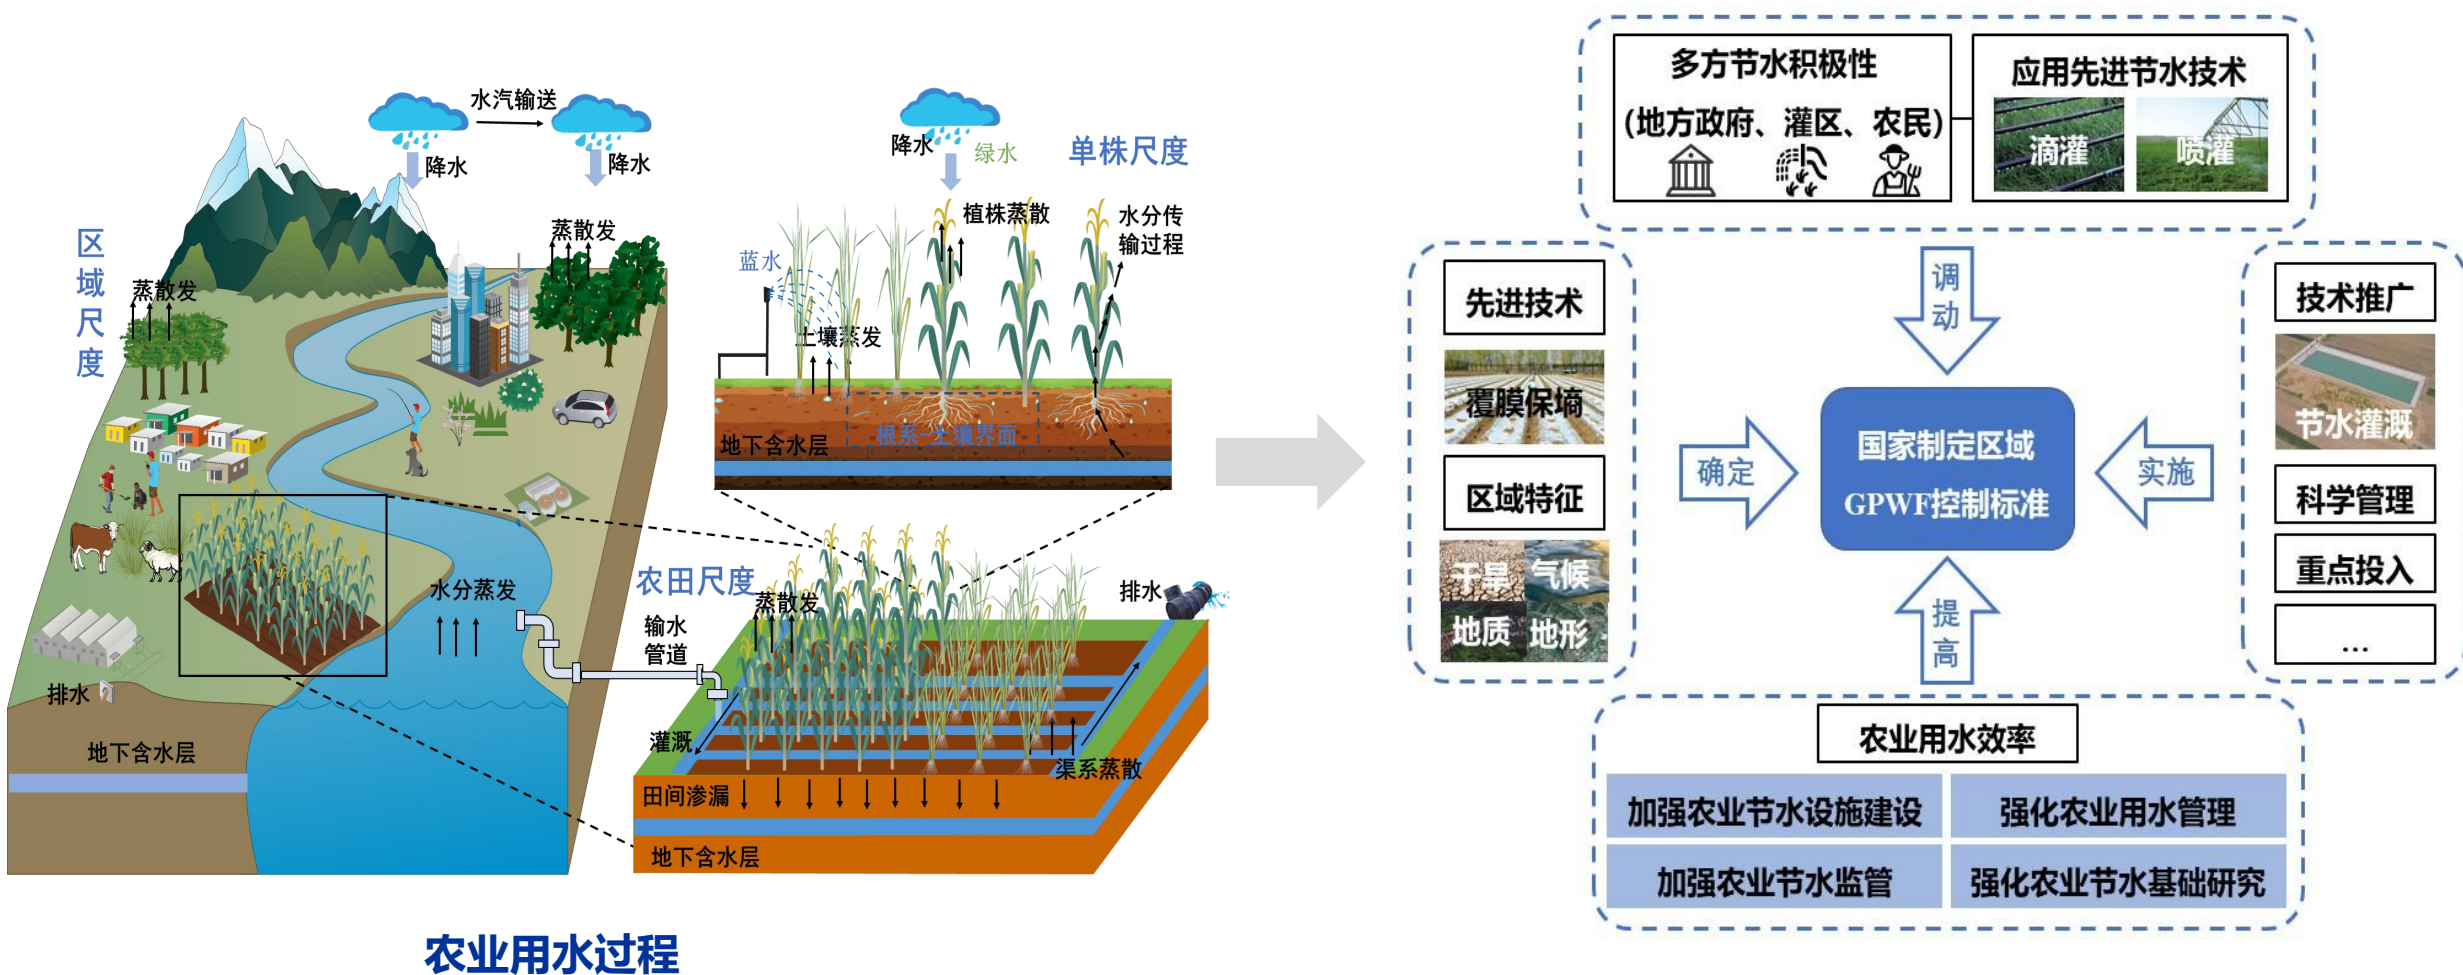 水汽输送
降水
降水
区域尺度
蒸散发
蒸散发
水分蒸发
排水
地下含水层
降水
绿水
单株尺度
植株蒸散
水分传
输过程
蓝水
土壤蒸发
根系-土壤界面
地下含水层
农田尺度
蒸散发
输水
管道
排水
灌溉
渠系蒸散
田间渗漏
地下含水层
农业用水过程
多方节水积极性
(地方政府、灌区、农民)
应用先进节水技术
滴灌
喷灌
调动
先进技术
覆膜保墒
区域特征
干旱
气候
地质
地形
确定
国家制定区域
GPWF控制标准
实施
技术推广
节水灌溉
科学管理
重点投入
...
提高
农业用水效率
加强农业节水设施建设
强化农业用水管理
加强农业节水监管
强化农业节水基础研究